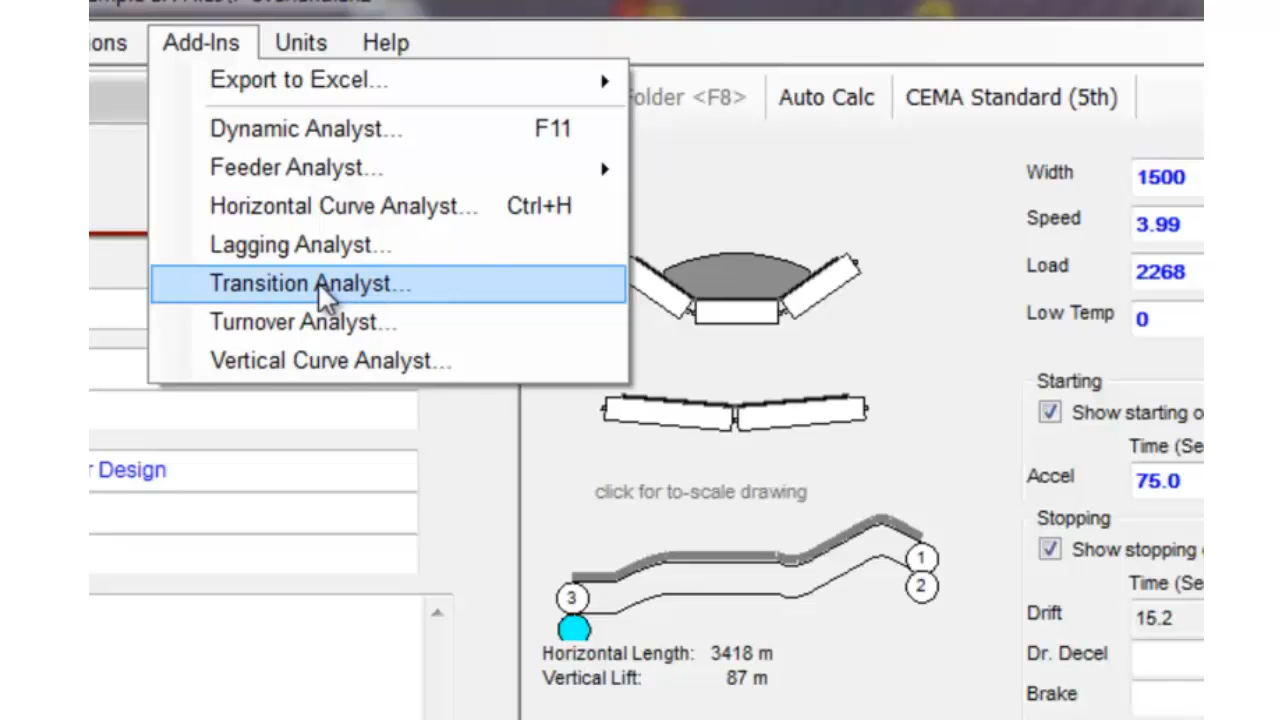 ions Add-Ins Units Help
Export to Excel...
Dynamic Analyst... F11
Feeder Analyst...
Horizontal Curve Analyst... Ctrl+H
Lagging Analyst...
Transition Analyst...
Turnover Analyst...
Vertical Curve Analyst...
Folder <F8> Auto Calc CEMA Standard (5th)
r Design
click for to-scale drawing
1
2
3
Horizontal Length: 3418 m
Vertical Lift: 87 m
Width 1500
Speed 3.99
Load 2268
Low Temp 0
Starting
Show starting o
Time (Se
Accel 75.0
Stopping
Show stopping
Time (Se
Drift 15.2
Dr. Decel
Brake